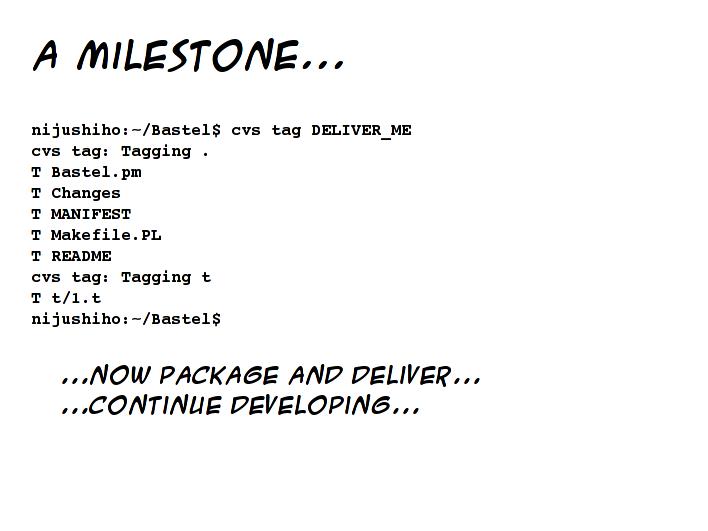 A MILESTONE...
nijushiho:~/Bastel$ cvs tag DELIVER_ME
cvs tag: Tagging .
T Bastel.pm
T Changes
T MANIFEST
T Makefile.PL
T README
cvs tag: Tagging t
T t/1.t
nijushiho:~/Bastel$
...NOW PACKAGE AND DELIVER...
...CONTINUE DEVELOPING...